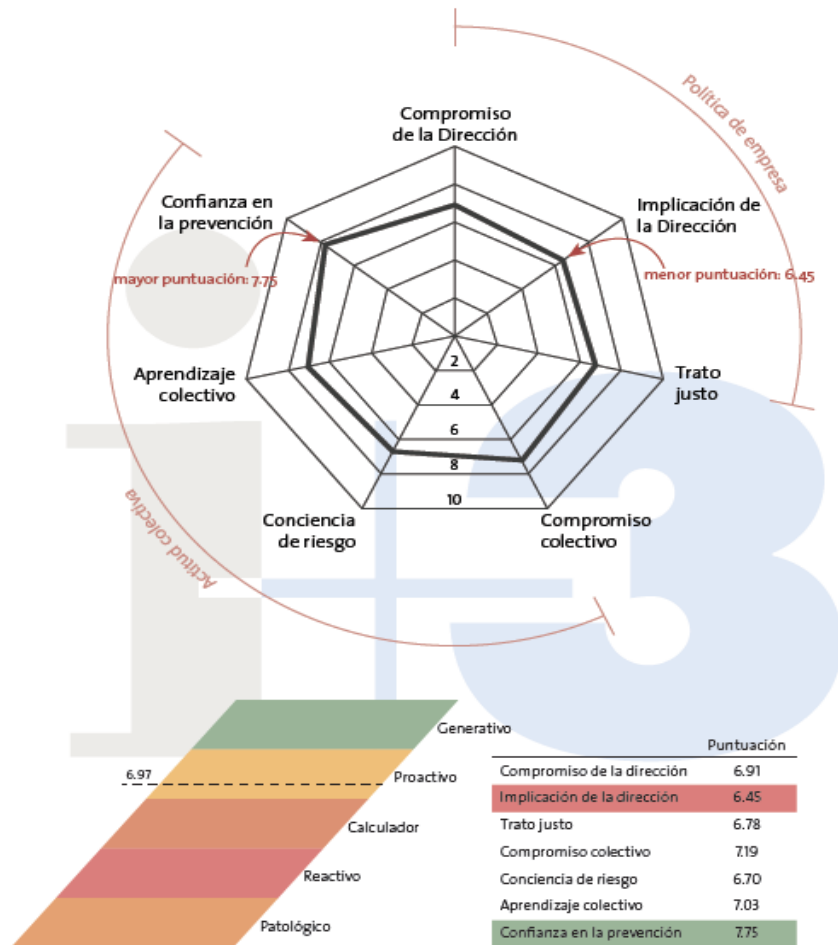 Política de empresa
Compromiso
de la Dirección
Confianza en
la prevención
Implicación de
la Dirección
mayor puntuación: 7.75
menor puntuación: 6.45
Aprendizaje
colectivo
Trato
justo
2
4
6
8
10
Conciencia
de riesgo
Compromiso
colectivo
Actitud colectiva
i+3
Generativo
6.97
Proactivo
Calculador
Reactivo
Patológico
Puntuación
Compromiso de la dirección 6.91
Implicación de la dirección 6.45
Trato justo 6.78
Compromiso colectivo 7.19
Conciencia de riesgo 6.70
Aprendizaje colectivo 7.03
Confianza en la prevención 7.75